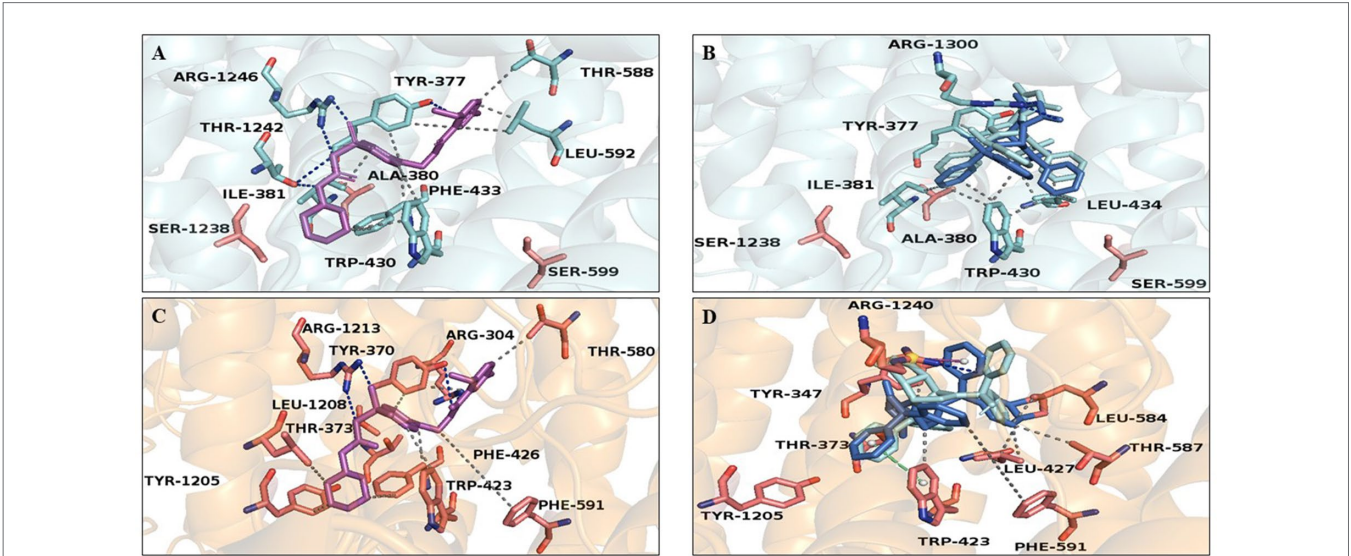 A
ARG-1246
TYR-377
THR-588
THR-1242
LEU-592
ALA-380
ILE-381
PHE-433
SER-1238
TRP-430
SER-599
B
ARG-1300
TYR-377
ILE-381
LEU-434
SER-1238
ALA-380
TRP-430
SER-599
C
ARG-1213
ARG-304
TYR-370
THR-580
LEU-1208
THR-373
PHE-426
TYR-1205
TRP-423
PHE-591
D
ARG-1240
TYR-347
LEU-584
THR-373
THR-587
LEU-427
TYR-1205
TRP-423
PHE-591